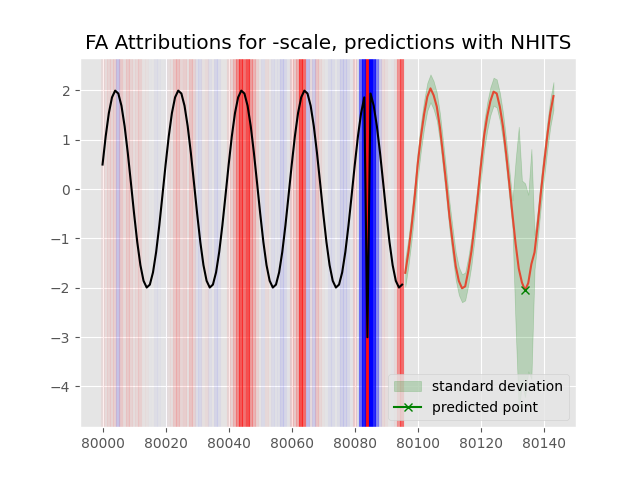 FA Attributions for -scale, predictions with NHITS
2
1
0
−1
−2
−3
−4
standard deviation
predicted point
80000 80020 80040 80060 80080 80100 80120 80140